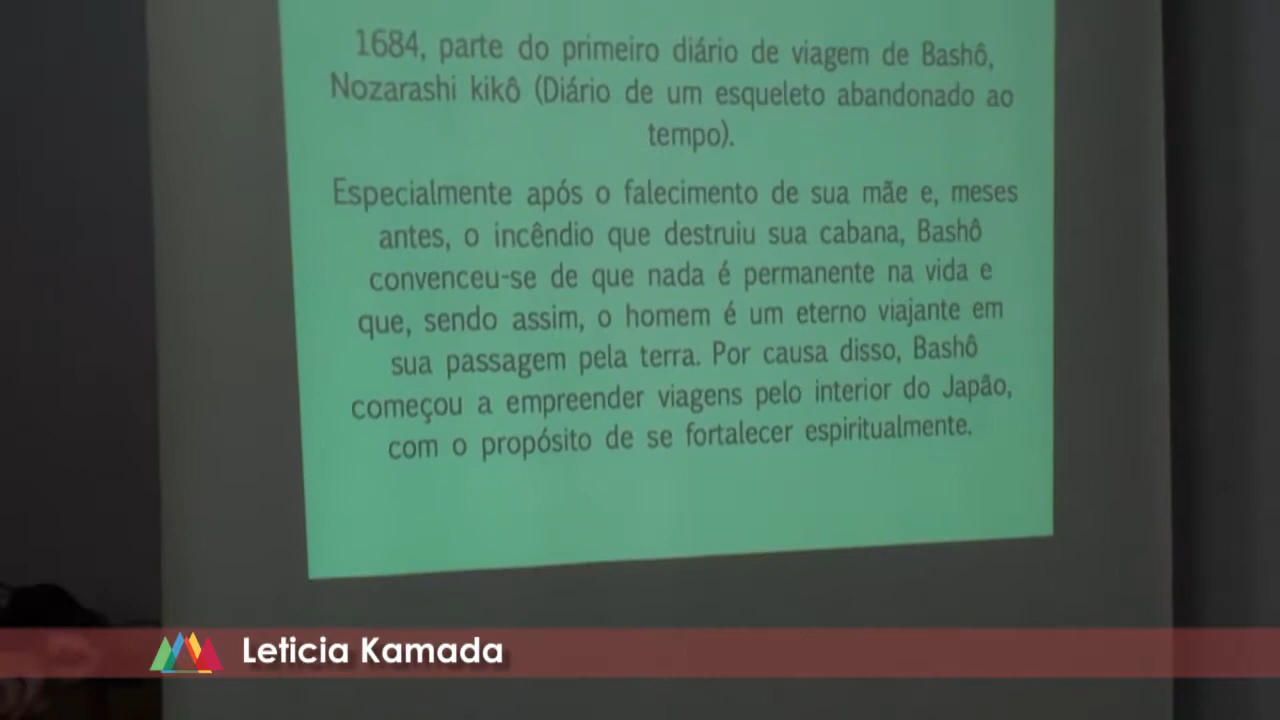 1684, parte do primeiro diário de viagem de Bashô,
Nozarashi kikô (Diário de um esqueleto abandonado ao
tempo).
Especialmente após o falecimento de sua mãe e, meses
antes, o incêndio que destruiu sua cabana, Bashô
convenceu-se de que nada é permanente na vida e
que, sendo assim, o homem é um eterno viajante em
sua passagem pela terra. Por causa disso, Bashô
começou a empreender viagens pelo interior do Japão,
com o propósito de se fortalecer espiritualmente.
Leticia Kamada